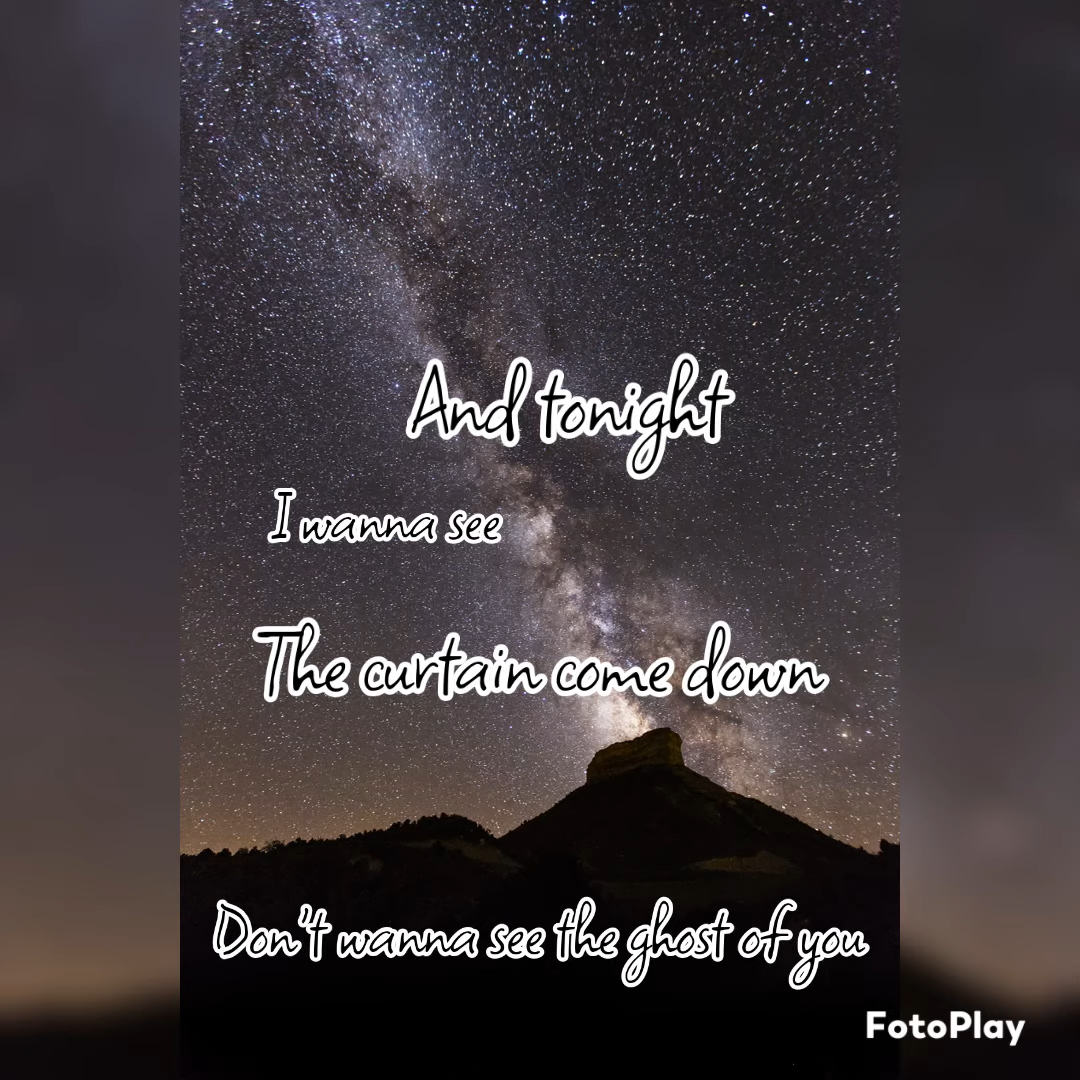 And tonight
I wanna see
The curtain come down
Don't wanna see the ghost of you
FotoPlay